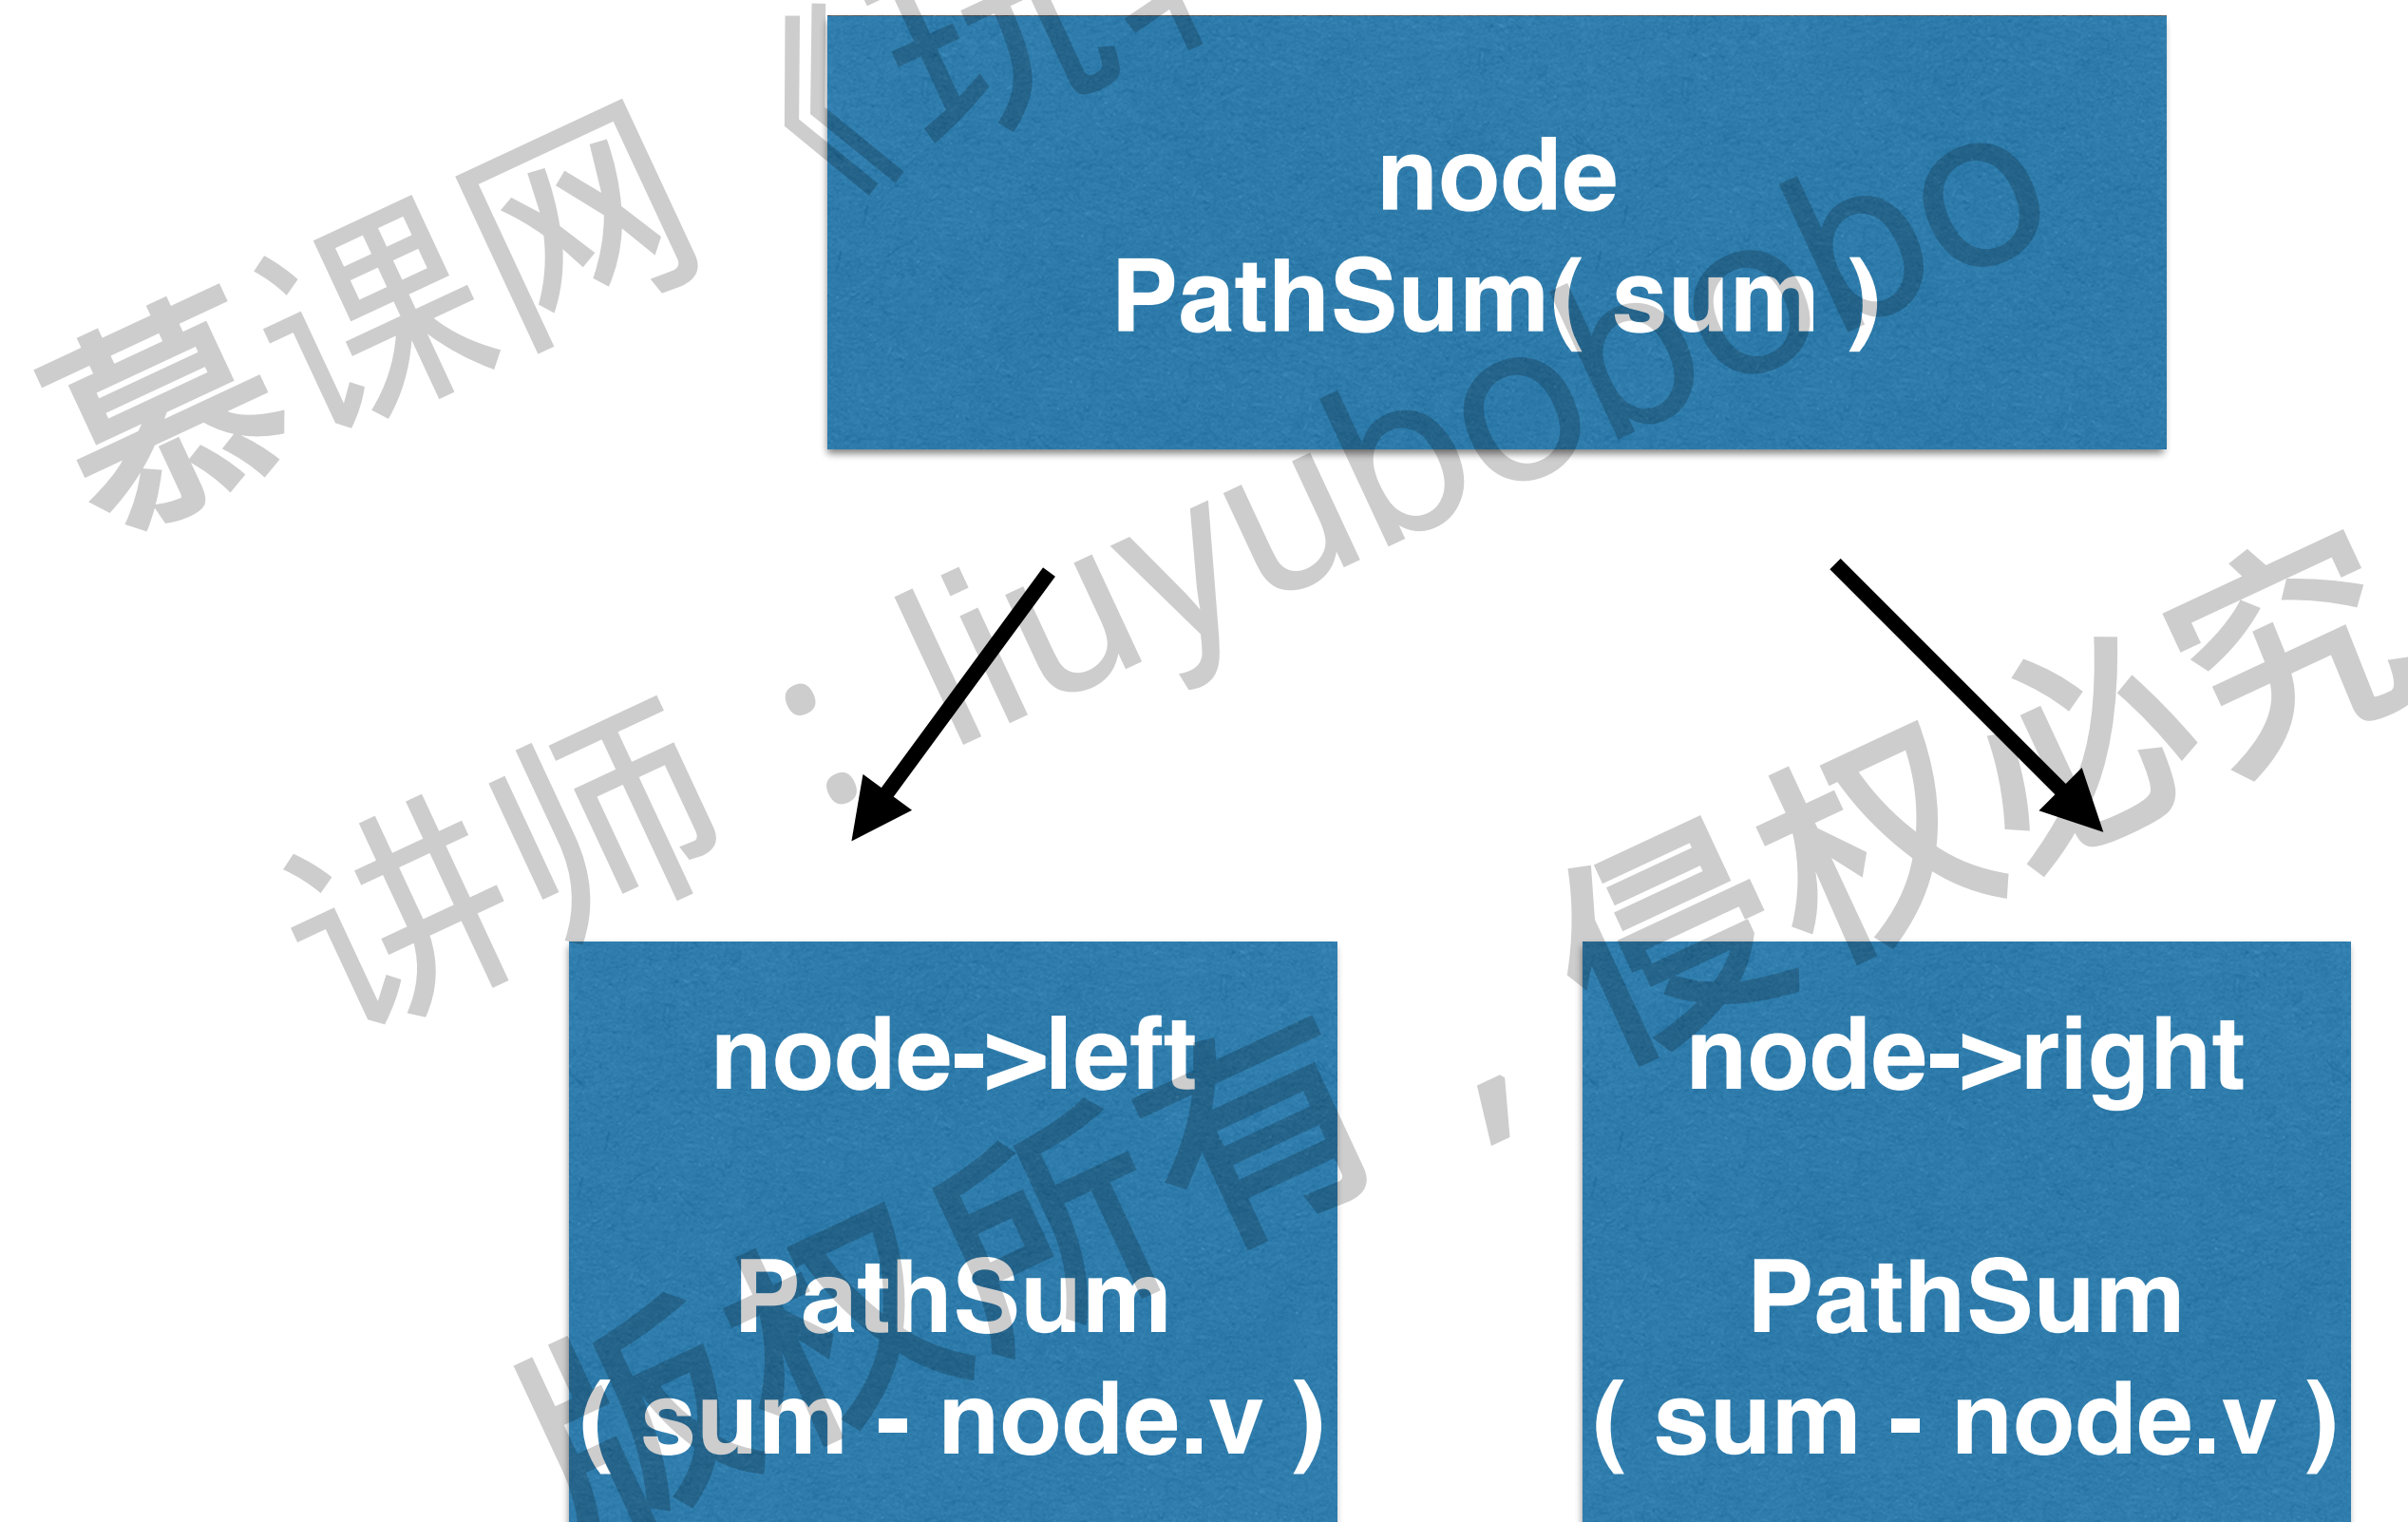 node
PathSum( sum )
node->left
PathSum
( sum - node.v )
node->right
PathSum
( sum - node.v )
慕课网《玩
讲师：liuyubobobo
版权所有，侵权必究